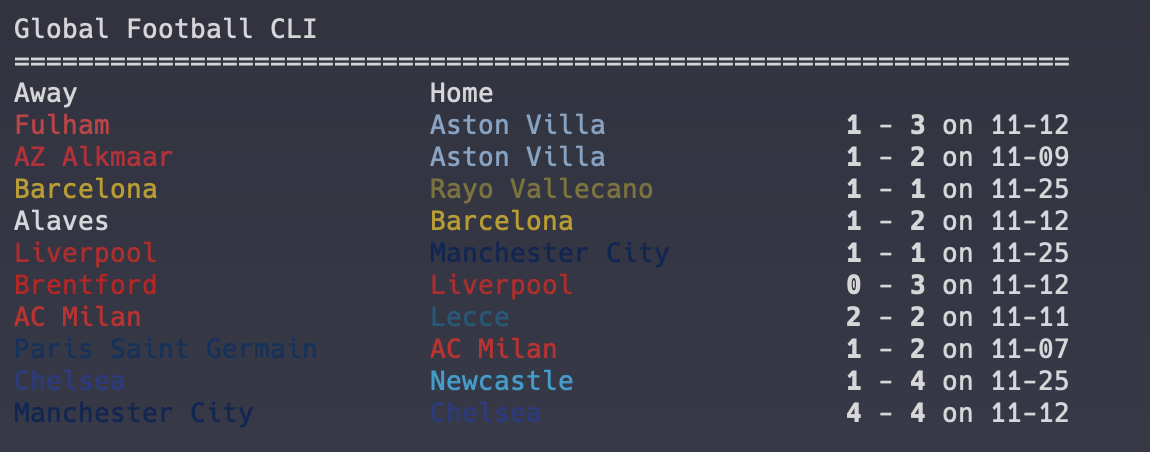 Global Football CLI
==================================================================
Away Home
Fulham Aston Villa 1 - 3 on 11-12
AZ Alkmaar Aston Villa 1 - 2 on 11-09
Barcelona Rayo Vallecano 1 - 1 on 11-25
Alaves Barcelona 1 - 2 on 11-12
Liverpool Manchester City 1 - 1 on 11-25
Brentford Liverpool 0 - 3 on 11-12
AC Milan Lecce 2 - 2 on 11-11
Paris Saint Germain AC Milan 1 - 2 on 11-07
Chelsea Newcastle 1 - 4 on 11-25
Manchester City Chelsea 4 - 4 on 11-12